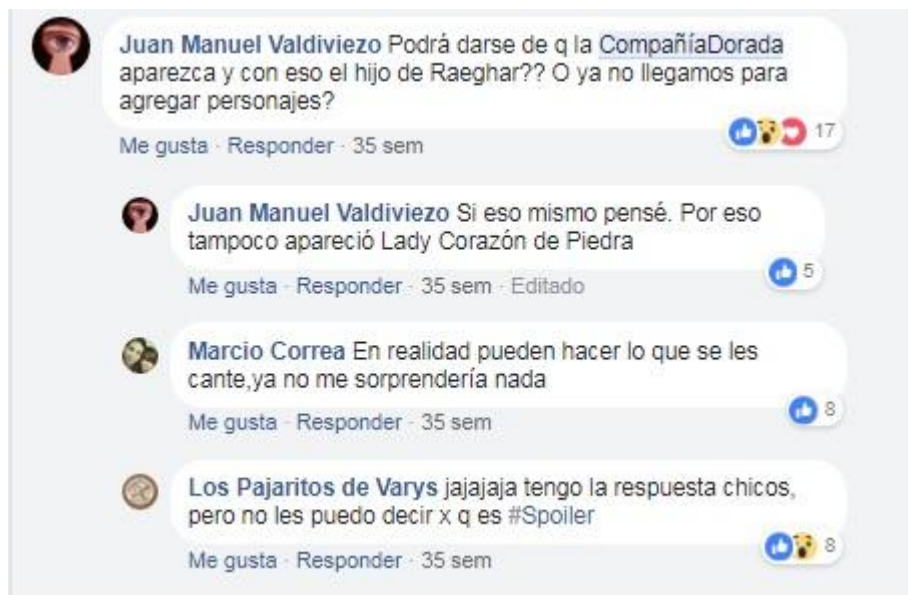 Juan Manuel Valdiviezo Podrá darse de q la CompañíaDorada
aparezca y con eso el hijo de Raeghar?? O ya no llegamos para
agregar personajes?
17
Me gusta · Responder · 35 sem
Juan Manuel Valdiviezo Si eso mismo pensé. Por eso
tampoco apareció Lady Corazón de Piedra
5
Me gusta · Responder · 35 sem · Editado
Marcio Correa En realidad pueden hacer lo que se les
cante,ya no me sorprendería nada
8
Me gusta · Responder · 35 sem
Los Pajaritos de Varys jajajaja tengo la respuesta chicos,
pero no les puedo decir x q es #Spoiler
8
Me gusta · Responder · 35 sem